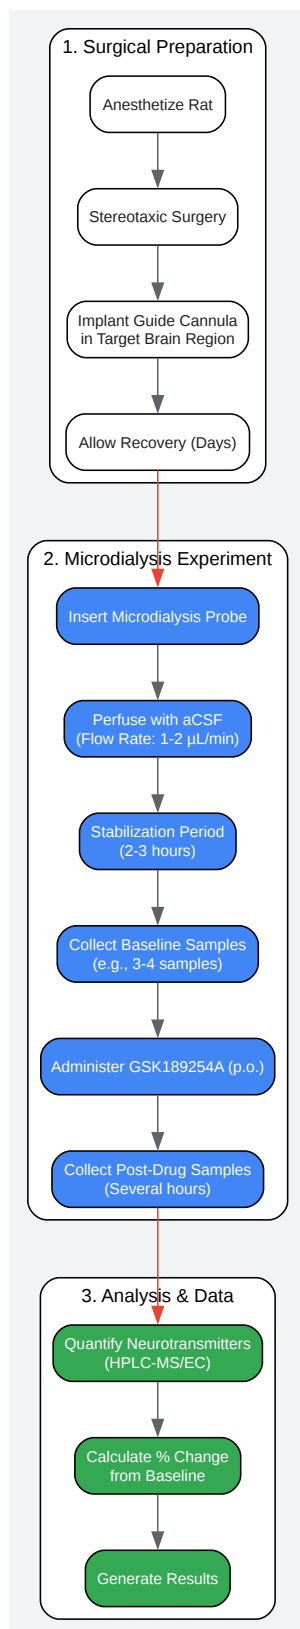 1. Surgical Preparation
Anesthetize Rat
Stereotaxic Surgery
Implant Guide Cannula
in Target Brain Region
Allow Recovery (Days)
2. Microdialysis Experiment
Insert Microdialysis Probe
Perfuse with aCSF
(Flow Rate: 1-2 µL/min)
Stabilization Period
(2-3 hours)
Collect Baseline Samples
(e.g., 3-4 samples)
Administer GSK189254A (p.o.)
Collect Post-Drug Samples
(Several hours)
3. Analysis & Data
Quantify Neurotransmitters
(HPLC-MS/EC)
Calculate % Change
from Baseline
Generate Results